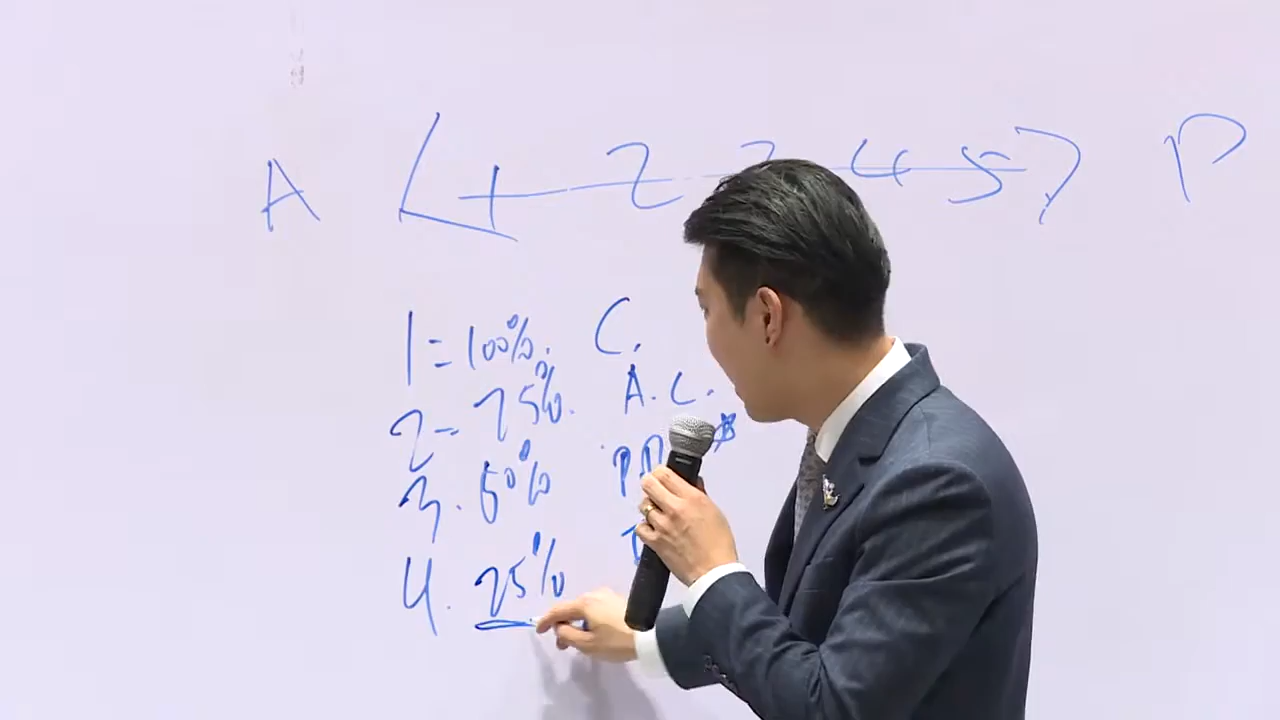 A 1 2 3 4 5 P
1 = 100%. C.
2 = 75%. A.C.
3. 50%
4. 25%